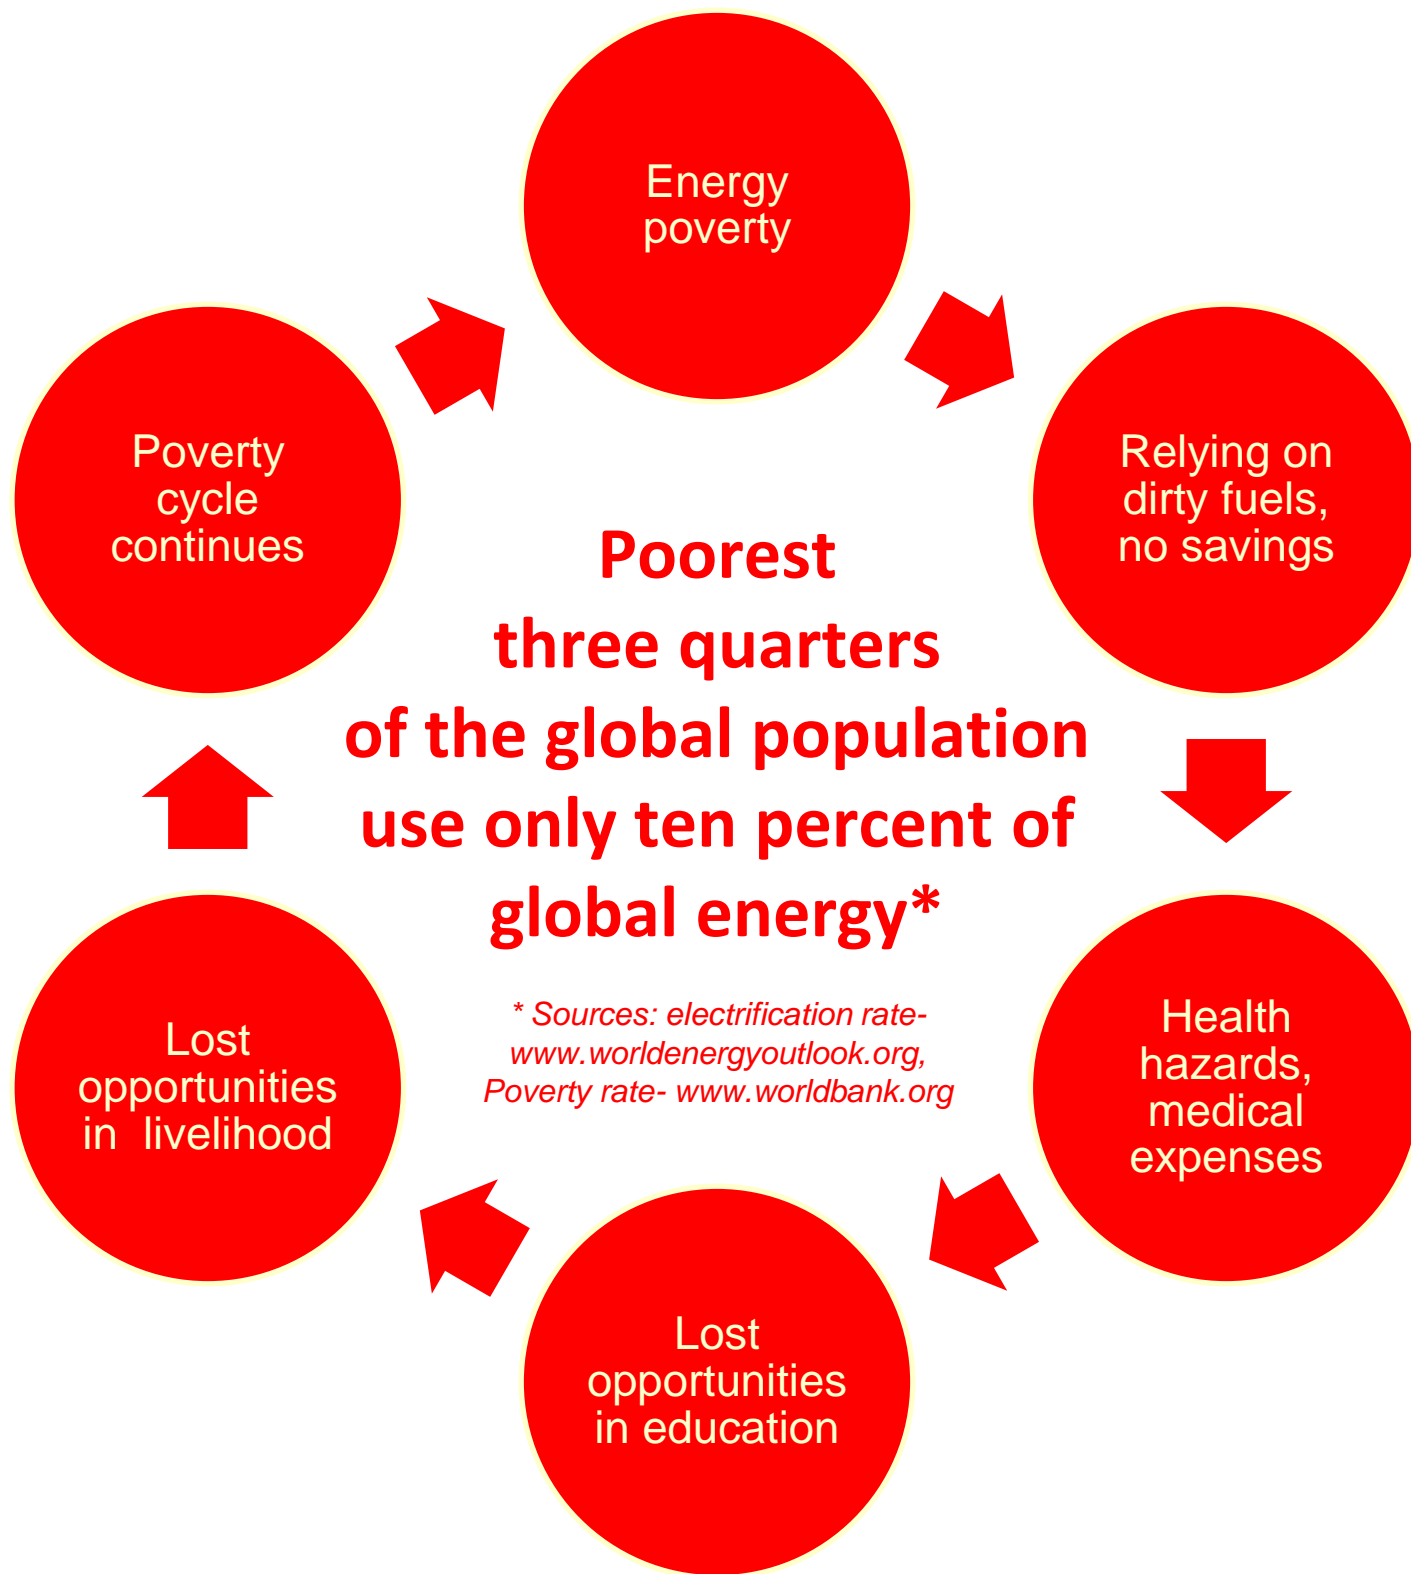 Energy
poverty
Relying on
dirty fuels,
no savings
Health
hazards,
medical
expenses
Lost
opportunities
in education
Lost
opportunities
in  livelihood
Poverty
cycle
continues
Poorest
three quarters
of the global population
use only ten percent of
global energy*
* Sources: electrification rate-
www.worldenergyoutlook.org,
Poverty rate- www.worldbank.org